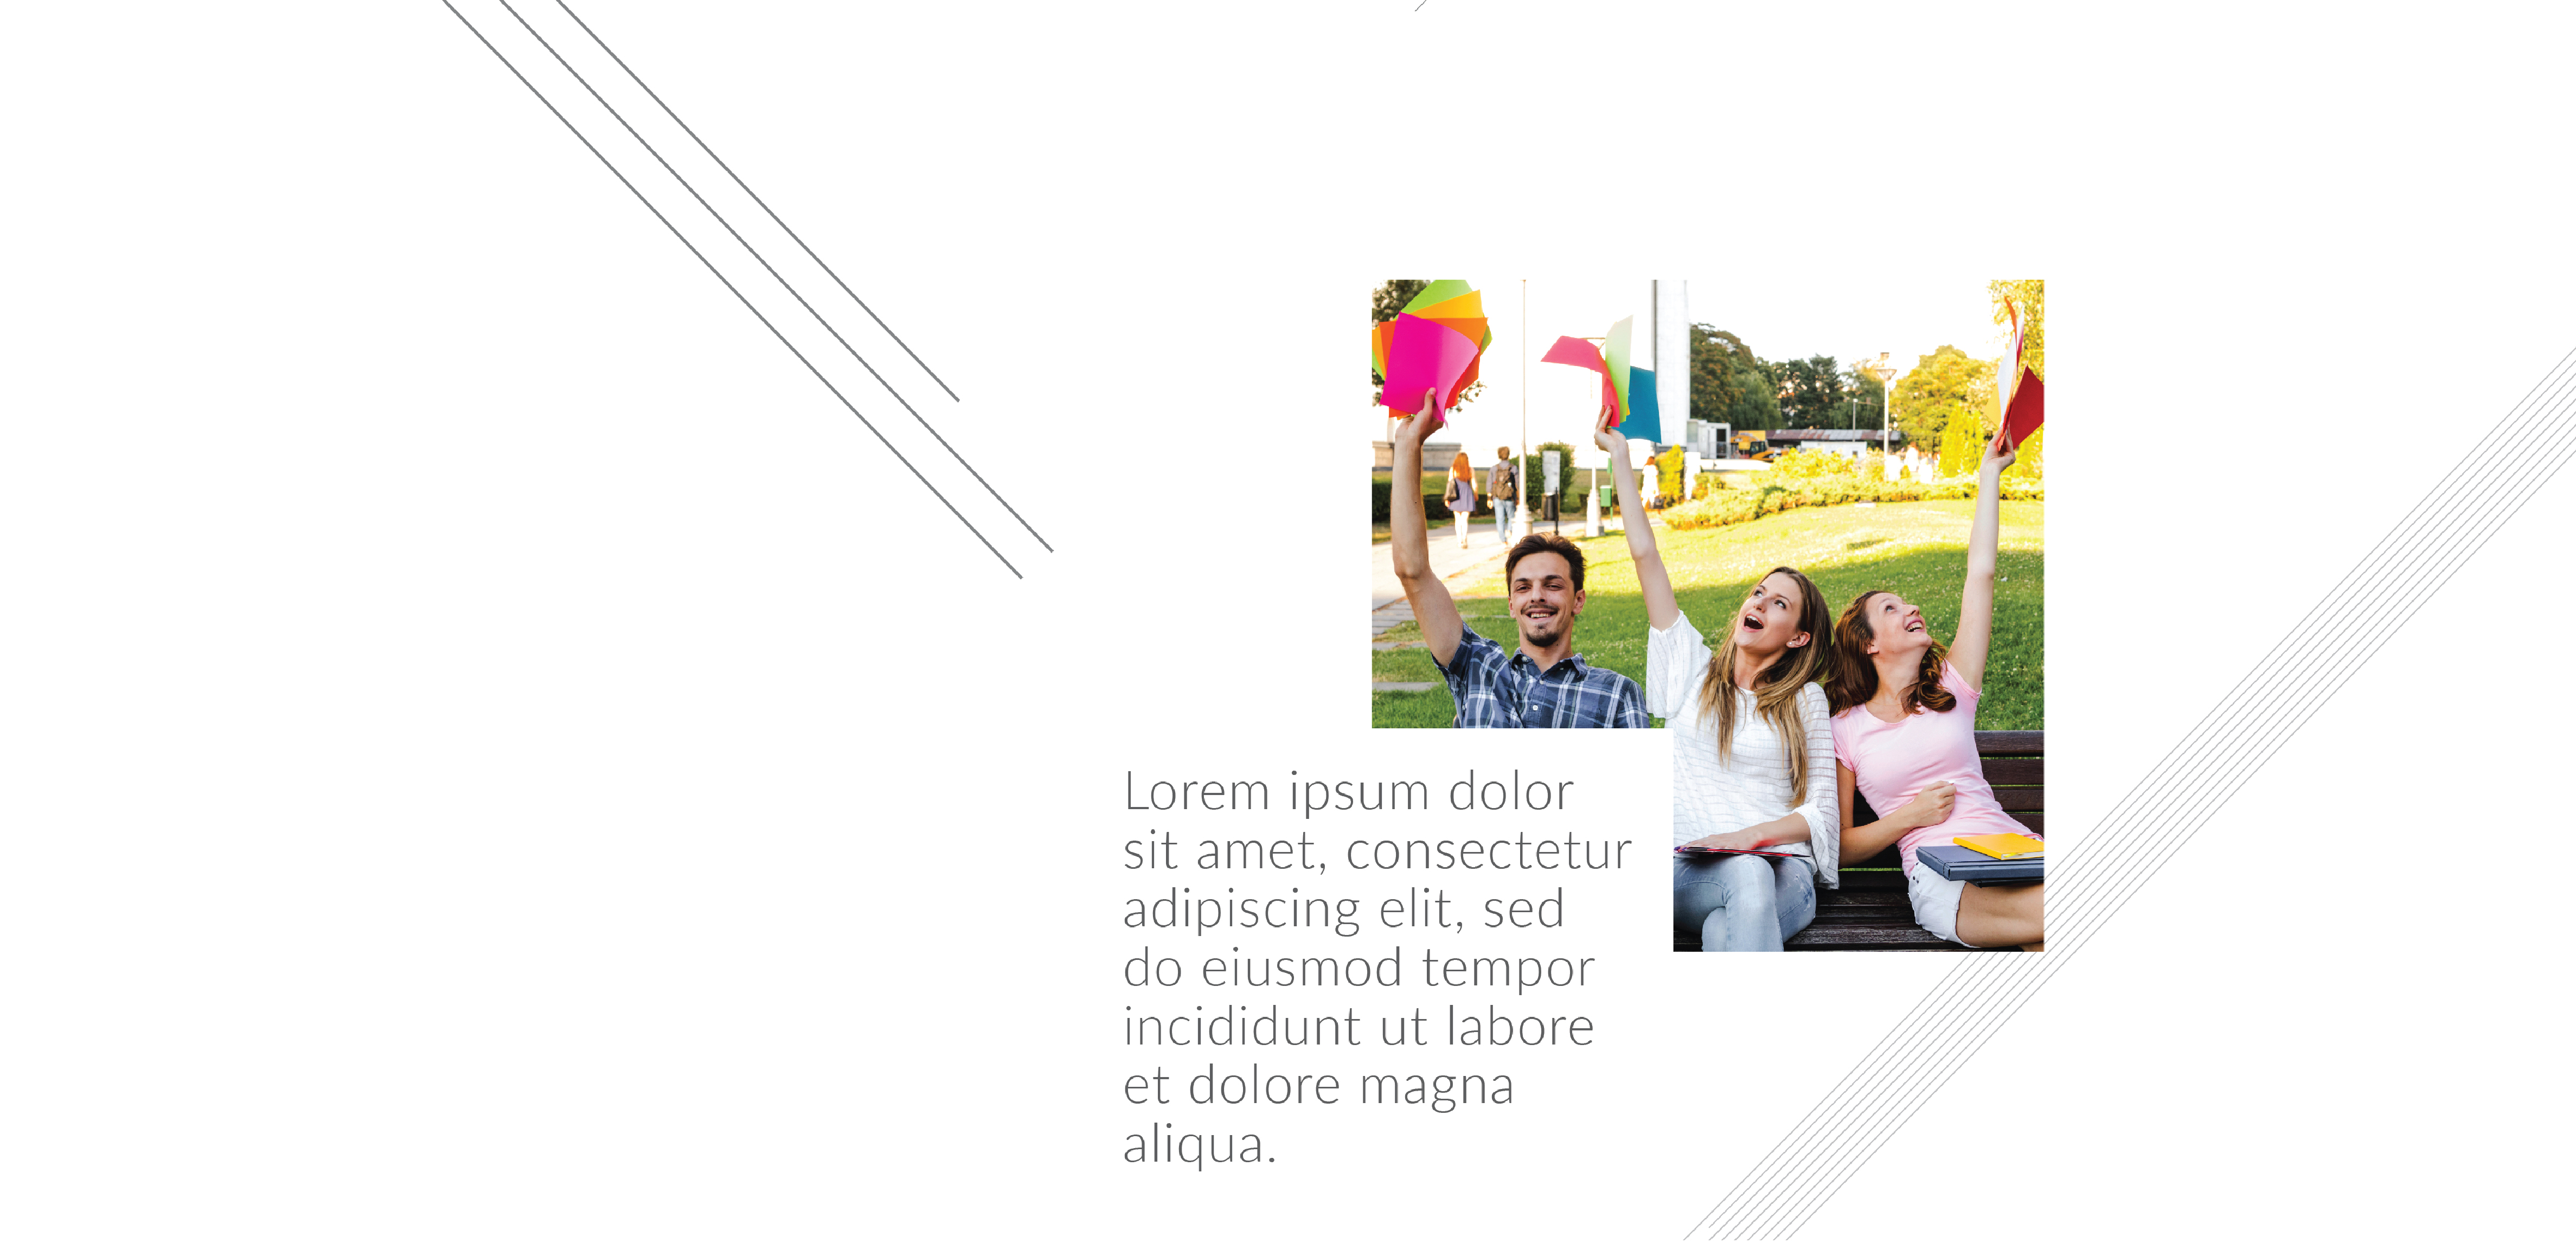 Lorem ipsum dolor
sit amet, consectetur
adipiscing elit, sed
do eiusmod tempor
incididunt ut labore
et dolore magna
aliqua.